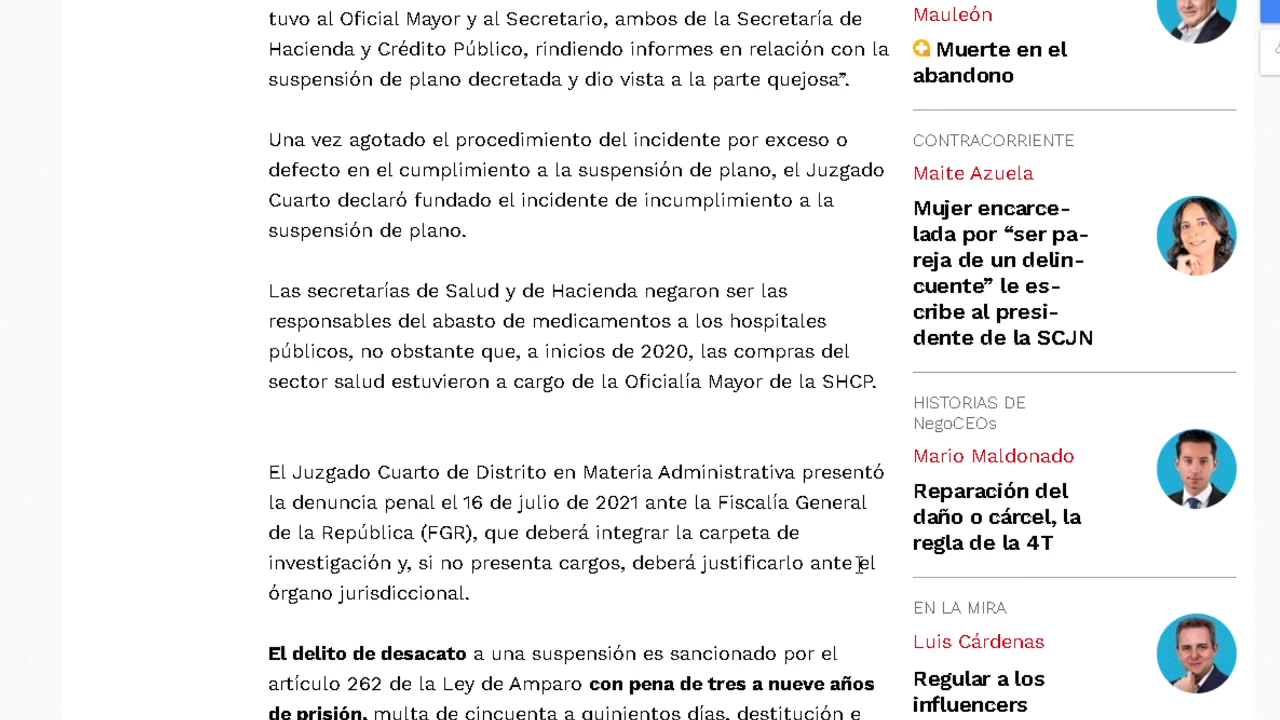 tuvo al Oficial Mayor y al Secretario, ambos de la Secretaría de
Hacienda y Crédito Público, rindiendo informes en relación con la
suspensión de plano decretada y dio vista a la parte quejosa”.
Una vez agotado el procedimiento del incidente por exceso o
defecto en el cumplimiento a la suspensión de plano, el Juzgado
Cuarto declaró fundado el incidente de incumplimiento a la
suspensión de plano.
Las secretarías de Salud y de Hacienda negaron ser las
responsables del abasto de medicamentos a los hospitales
públicos, no obstante que, a inicios de 2020, las compras del
sector salud estuvieron a cargo de la Oficialía Mayor de la SHCP.
El Juzgado Cuarto de Distrito en Materia Administrativa presentó
la denuncia penal el 16 de julio de 2021 ante la Fiscalía General
de la República (FGR), que deberá integrar la carpeta de
investigación y, si no presenta cargos, deberá justificarlo ante el
órgano jurisdiccional.
El delito de desacato a una suspensión es sancionado por el
artículo 262 de la Ley de Amparo con pena de tres a nueve años
de prisión, multa de cincuenta a quinientos días, destitución e
Mauleón
Muerte en el
abandono
CONTRACORRIENTE
Maite Azuela
Mujer encarce-
lada por “ser pa-
reja de un delin-
cuente” le es-
cribe al presi-
dente de la SCJN
HISTORIAS DE
NegoCEOs
Mario Maldonado
Reparación del
daño o cárcel, la
regla de la 4T
EN LA MIRA
Luis Cárdenas
Regular a los
influencers